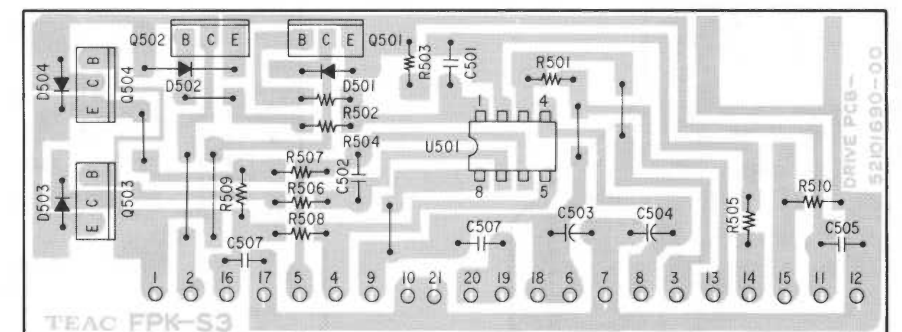 Q502 B C E B C E Q501
D502
D501
R502
R504
R503
C501
R501
D504
B
C
E
Q504
D503
B
C
E
Q503
1 4
U501
8 5
R507
R506
R508
R509
C502
C507
C507
C503
C504
R505
R510
C505
DRIVE PCB-
52101690-00
1 2 16 17 5 4 9 10 21 20 19 18 6 7 8 3 13 14 15 11 12
TEAC FPK-S3